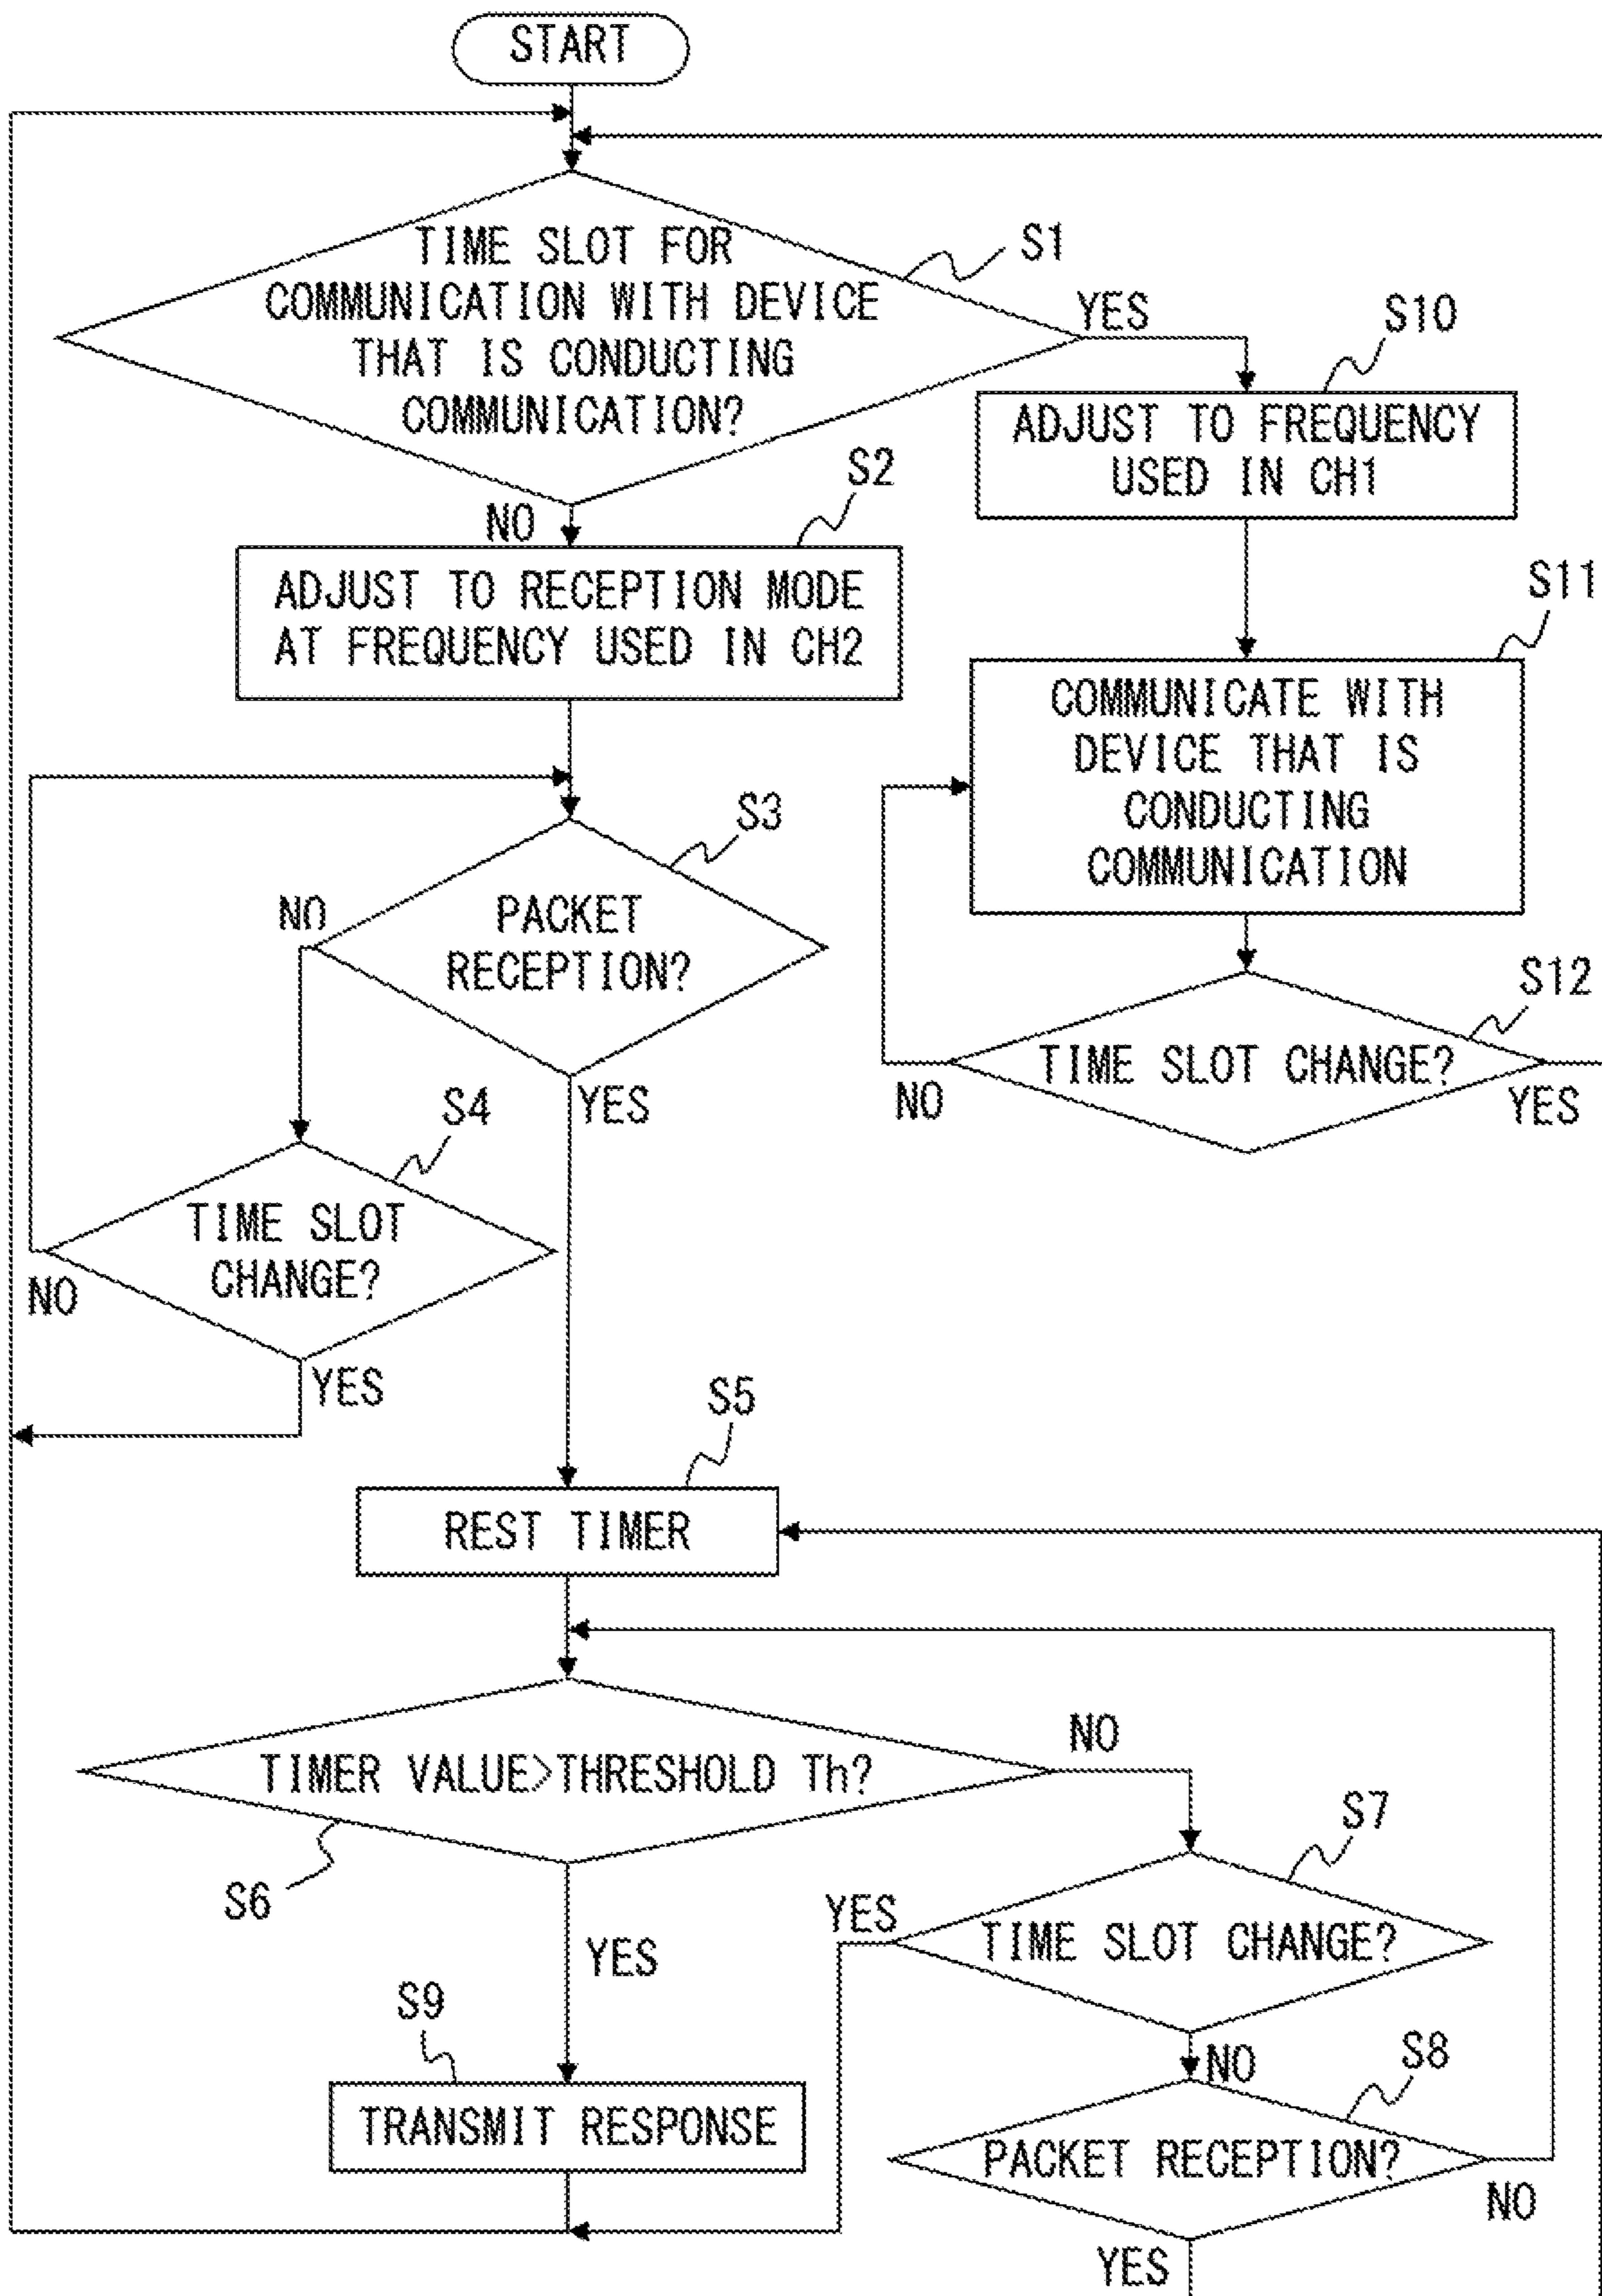 START
TIME SLOT FOR
COMMUNICATION WITH DEVICE
THAT IS CONDUCTING
COMMUNICATION?
S1
YES
NO
S10
ADJUST TO FREQUENCY
USED IN CH1
S2
ADJUST TO RECEPTION MODE
AT FREQUENCY USED IN CH2
S11
COMMUNICATE WITH
DEVICE THAT IS
CONDUCTING
COMMUNICATION
S3
PACKET
RECEPTION?
NO
YES
S12
TIME SLOT CHANGE?
NO
YES
S4
TIME SLOT
CHANGE?
NO
YES
S5
REST TIMER
TIMER VALUE>THRESHOLD Th?
NO
S6
YES
S7
TIME SLOT CHANGE?
YES
NO
S9
TRANSMIT RESPONSE
S8
PACKET RECEPTION?
NO
YES